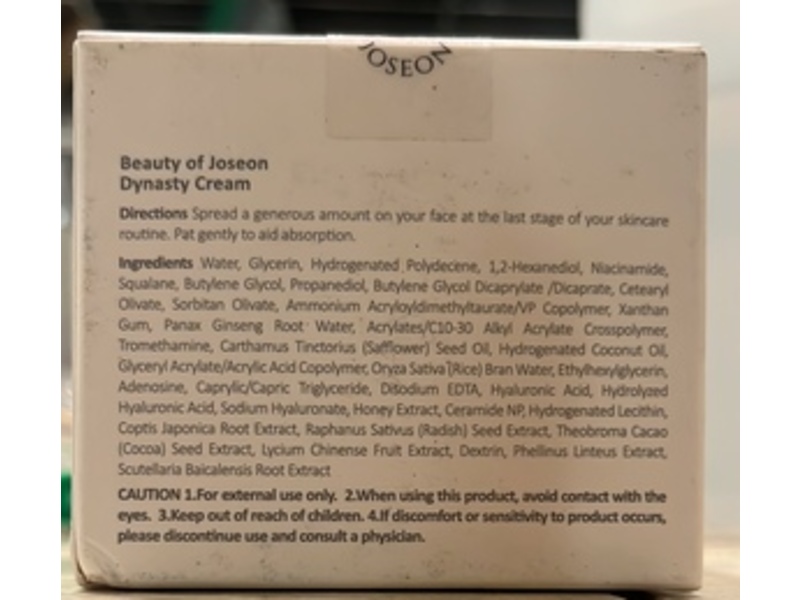 JOSEON
Beauty of Joseon
Dynasty Cream
Directions Spread a generous amount on your face at the last stage of your skincare
routine. Pat gently to aid absorption.
Ingredients Water, Glycerin, Hydrogenated Polydecene, 1,2-Hexanediol, Niacinamide,
Squalane, Butylene Glycol, Propanediol, Butylene Glycol Dicaprylate /Dicaprate, Cetearyl
Olivate, Sorbitan Olivate, Ammonium Acryloyldimethyltaurate/VP Copolymer, Xanthan
Gum, Panax Ginseng Root Water, Acrylates/C10-30 Alkyl Acrylate Crosspolymer,
Tromethamine, Carthamus Tinctorius (Safflower) Seed Oil, Hydrogenated Coconut Oil,
Glyceryl Acrylate/Acrylic Acid Copolymer, Oryza Sativa (Rice) Bran Water, Ethylhexylglycerin,
Adenosine, Caprylic/Capric Triglyceride, Disodium EDTA, Hyaluronic Acid, Hydrolyzed
Hyaluronic Acid, Sodium Hyaluronate, Honey Extract, Ceramide NP, Hydrogenated Lecithin,
Coptis Japonica Root Extract, Raphanus Sativus (Radish) Seed Extract, Theobroma Cacao
(Cocoa) Seed Extract, Lycium Chinense Fruit Extract, Dextrin, Phellinus Linteus Extract,
Scutellaria Baicalensis Root Extract
CAUTION 1.For external use only. 2.When using this product, avoid contact with the
eyes. 3.Keep out of reach of children. 4.If discomfort or sensitivity to product occurs,
please discontinue use and consult a physician.